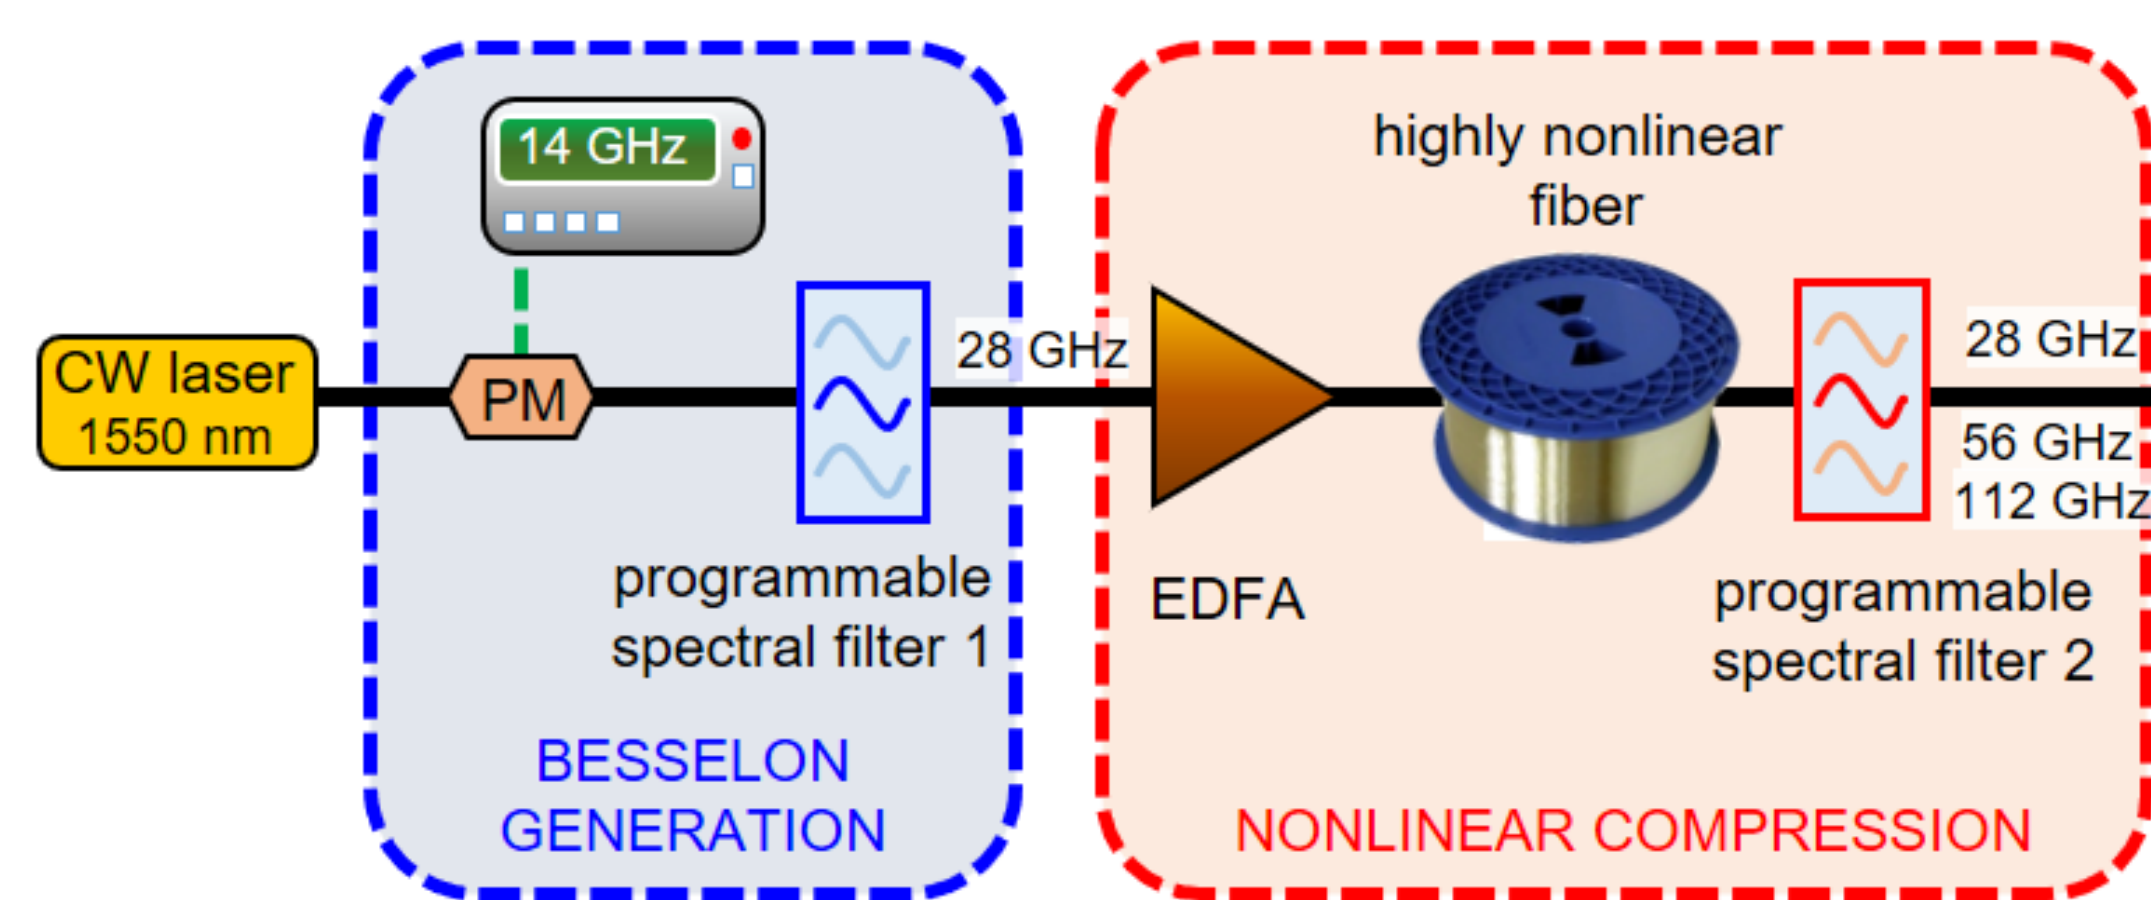 14 GHz
CW laser
1550 nm
PM
28 GHz
programmable
spectral filter 1
BESSELON
GENERATION
highly nonlinear
fiber
EDFA
28 GHz
56 GHz
112 GHz
programmable
spectral filter 2
NONLINEAR COMPRESSION